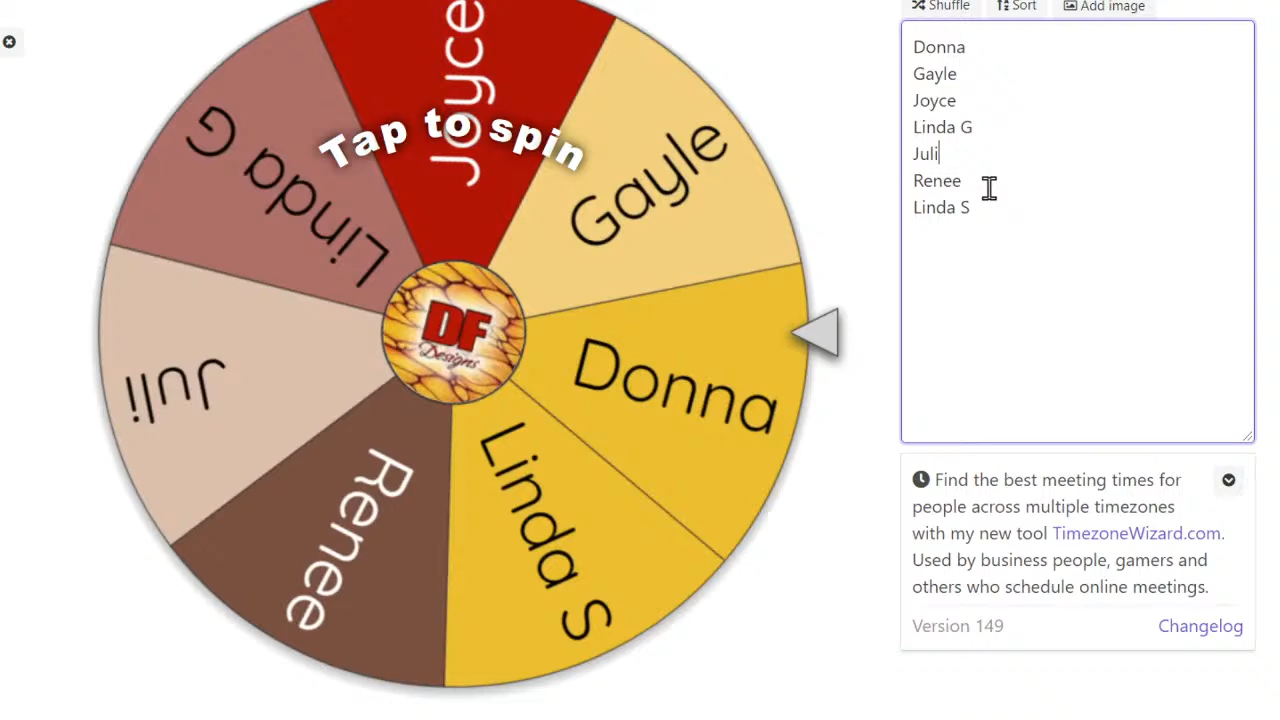 Shuffle
Sort
Add image
Joyce
Tap to spin
Gayle
Linda G
Donna
Juli
Linda S
Renee
DF
Designs
Donna
Gayle
Joyce
Linda G
Juli
Renee
Linda S
Find the best meeting times for
people across multiple timezones
with my new tool TimezoneWizard.com.
Used by business people, gamers and
others who schedule online meetings.
Version 149
Changelog